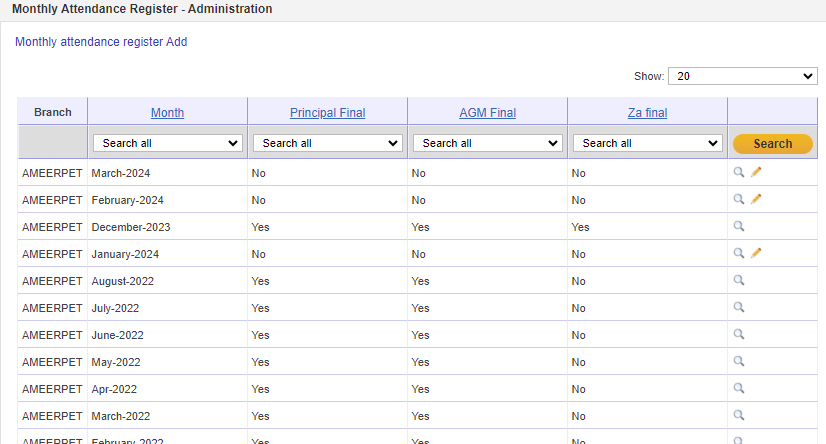 Monthly Attendance Register - Administration
Monthly attendance register Add
Show: 20
Branch Month Principal Final AGM Final Za final
Search all Search all Search all Search all Search
AMEERPET March-2024 No No No
AMEERPET February-2024 No No No
AMEERPET December-2023 Yes Yes Yes
AMEERPET January-2024 No No No
AMEERPET August-2022 Yes Yes No
AMEERPET July-2022 Yes Yes No
AMEERPET June-2022 Yes Yes No
AMEERPET May-2022 Yes Yes No
AMEERPET Apr-2022 Yes Yes No
AMEERPET March-2022 Yes Yes No
AMEERPET February-2022 Yes Yes No